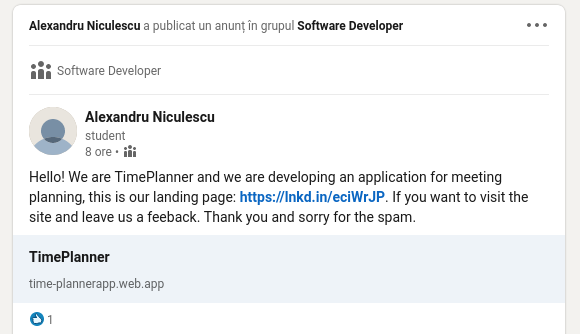 Alexandru Niculescu a publicat un anunț în grupul Software Developer
Software Developer
Alexandru Niculescu
student
8 ore •
Hello! We are TimePlanner and we are developing an application for meeting
planning, this is our landing page: https://lnkd.in/eciWrJP. If you want to visit the
site and leave us a feeback. Thank you and sorry for the spam.
TimePlanner
time-plannerapp.web.app
1